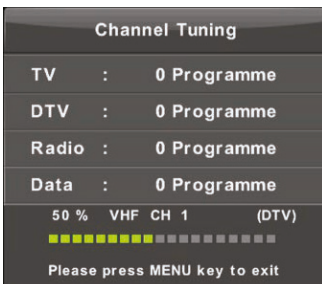 Channel Tuning
TV : 0 Programme
DTV : 0 Programme
Radio : 0 Programme
Data : 0 Programme
50 % VHF CH 1 (DTV)
Please press MENU key to exit